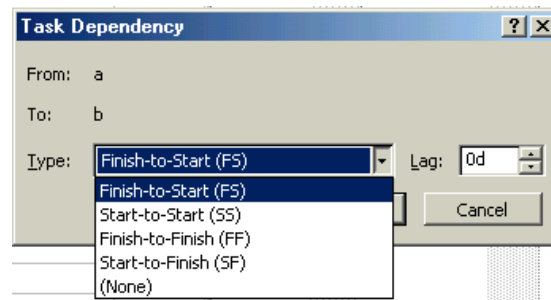 Task Dependency ? X
From: a
To: b
Type: Finish-to-Start (FS) Lag: 0d
Finish-to-Start (FS)
Start-to-Start (SS)
Finish-to-Finish (FF)
Start-to-Finish (SF)
(None)
Cancel